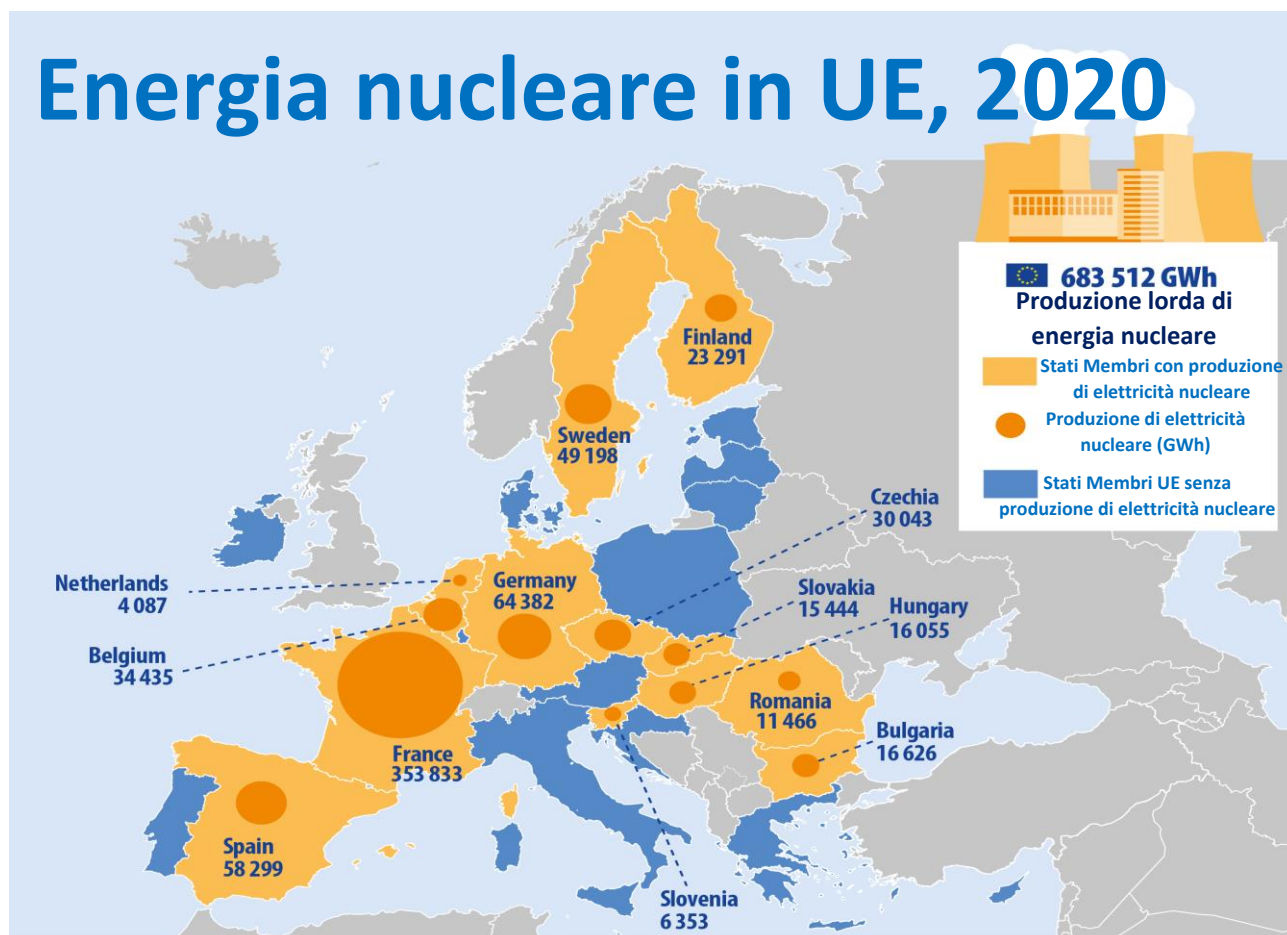 Energia nucleare in UE, 2020
683 512 GWh
Produzione lorda di
energia nucleare
Stati Membri con produzione
di elettricità nucleare
Produzione di elettricità
nucleare (GWh)
Stati Membri UE senza
produzione di elettricità nucleare
Finland
23 291
Sweden
49 198
Czechia
30 043
Netherlands
4 087
Germany
64 382
Slovakia
15 444
Hungary
16 055
Belgium
34 435
Romania
11 466
Bulgaria
16 626
France
353 833
Spain
58 299
Slovenia
6 353